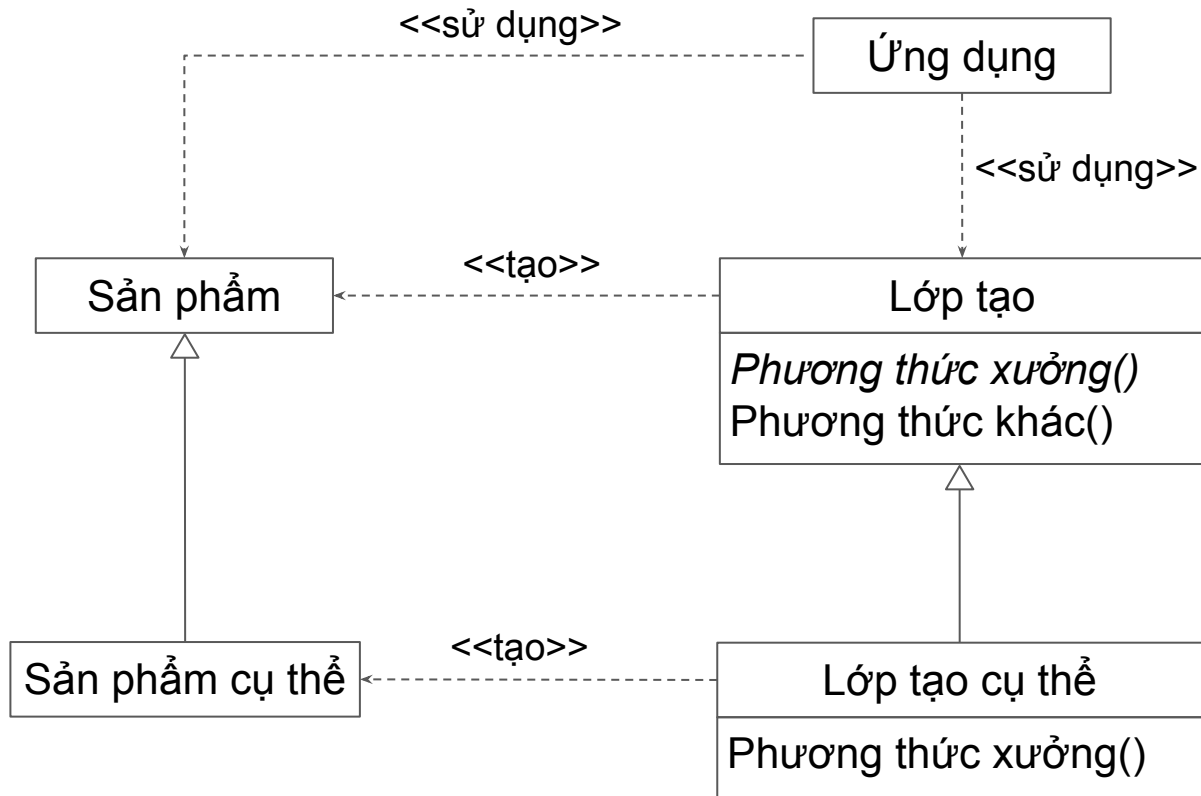 <<sử dụng>>
Ứng dụng
<<sử dụng>>
<<tạo>>
Sản phẩm
Lớp tạo
Phương thức xưởng()
Phương thức khác()
<<tạo>>
Sản phẩm cụ thể
Lớp tạo cụ thể
Phương thức xưởng()